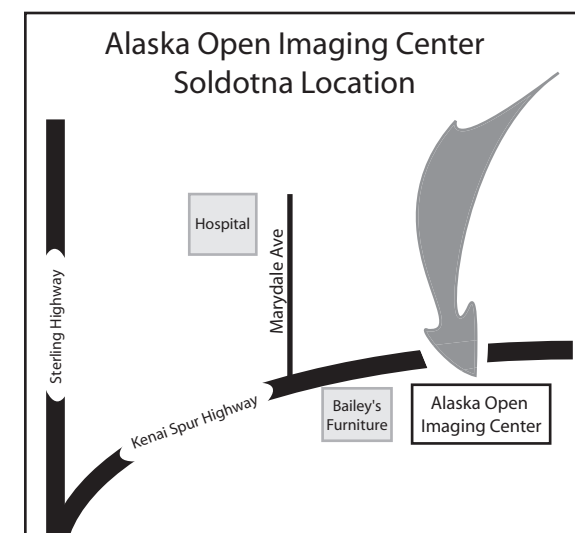 Alaska Open Imaging Center
Soldotna Location
Hospital
Marydale Ave
Sterling Highway
Kenai Spur Highway
Bailey's
Furniture
Alaska Open
Imaging Center